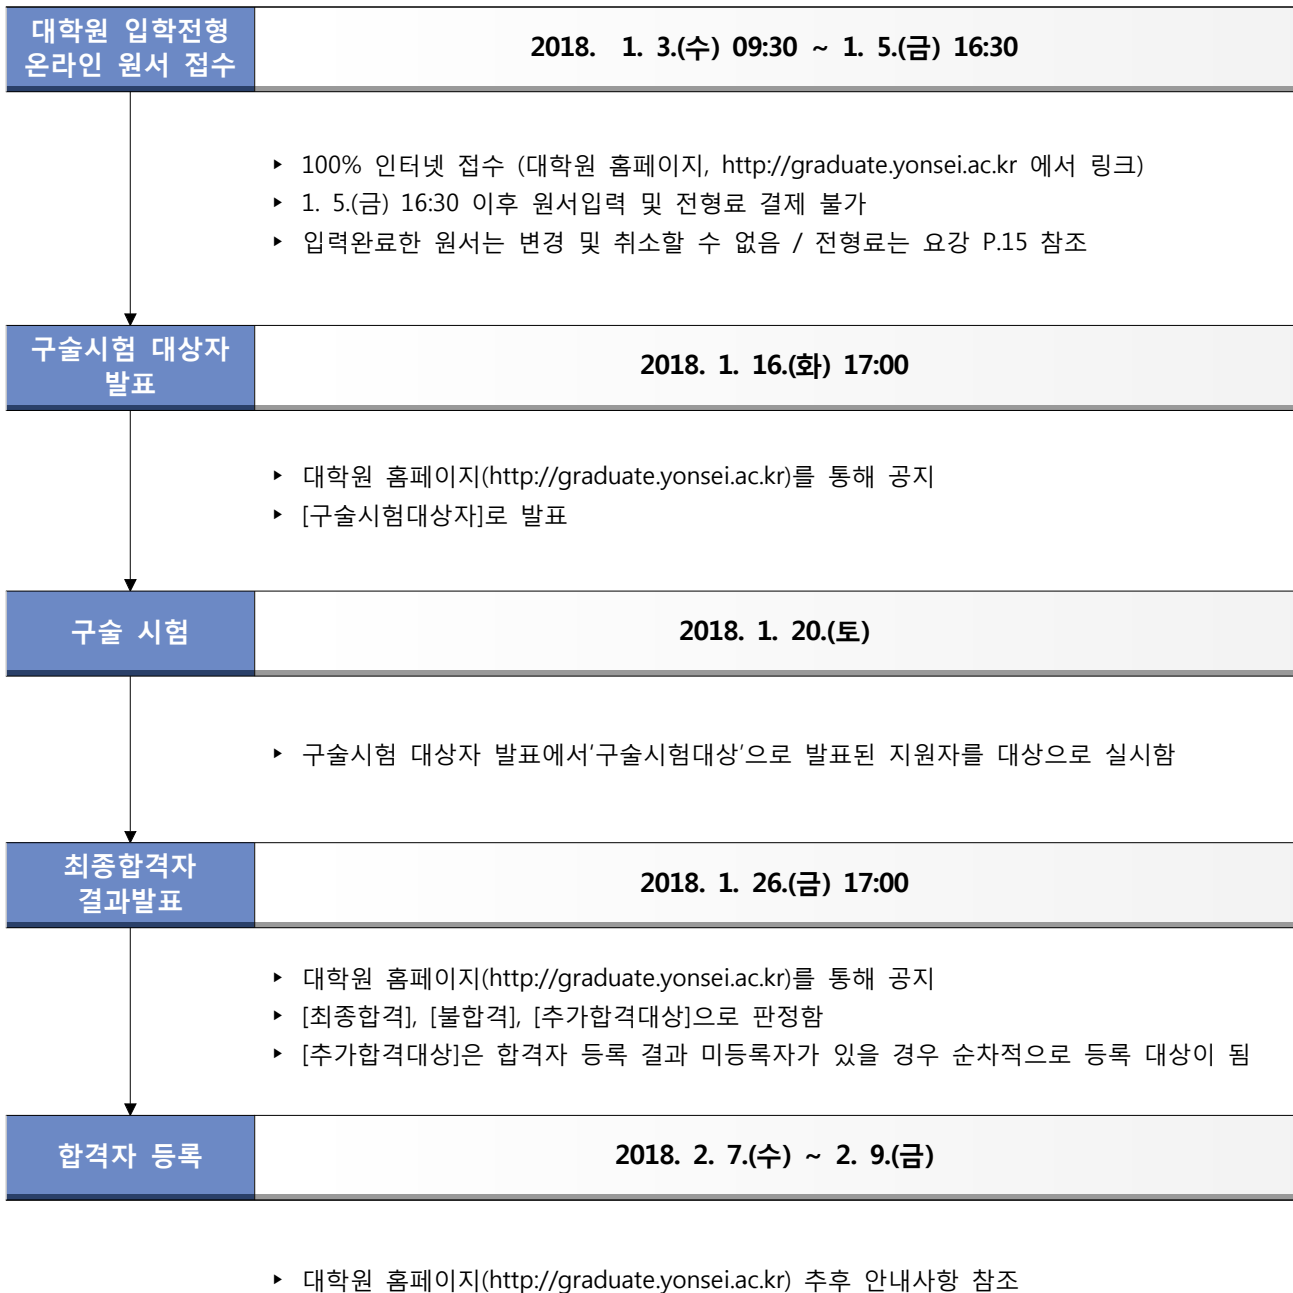 대학원 입학전형
온라인 원서 접수
2018. 1. 3.(수) 09:30 ~ 1. 5.(금) 16:30
▶ 100% 인터넷 접수 (대학원 홈페이지, http://graduate.yonsei.ac.kr 에서 링크)
▶ 1. 5.(금) 16:30 이후 원서입력 및 전형료 결제 불가
▶ 입력완료한 원서는 변경 및 취소할 수 없음 / 전형료는 요강 P.15 참조
구술시험 대상자
발표
2018. 1. 16.(화) 17:00
▶ 대학원 홈페이지(http://graduate.yonsei.ac.kr)를 통해 공지
▶ [구술시험대상자]로 발표
구술 시험
2018. 1. 20.(토)
▶ 구술시험 대상자 발표에서‘구술시험대상’으로 발표된 지원자를 대상으로 실시함
최종합격자
결과발표
2018. 1. 26.(금) 17:00
▶ 대학원 홈페이지(http://graduate.yonsei.ac.kr)를 통해 공지
▶ [최종합격], [불합격], [추가합격대상]으로 판정함
▶ [추가합격대상]은 합격자 등록 결과 미등록자가 있을 경우 순차적으로 등록 대상이 됨
합격자 등록
2018. 2. 7.(수) ~ 2. 9.(금)
▶ 대학원 홈페이지(http://graduate.yonsei.ac.kr) 추후 안내사항 참조